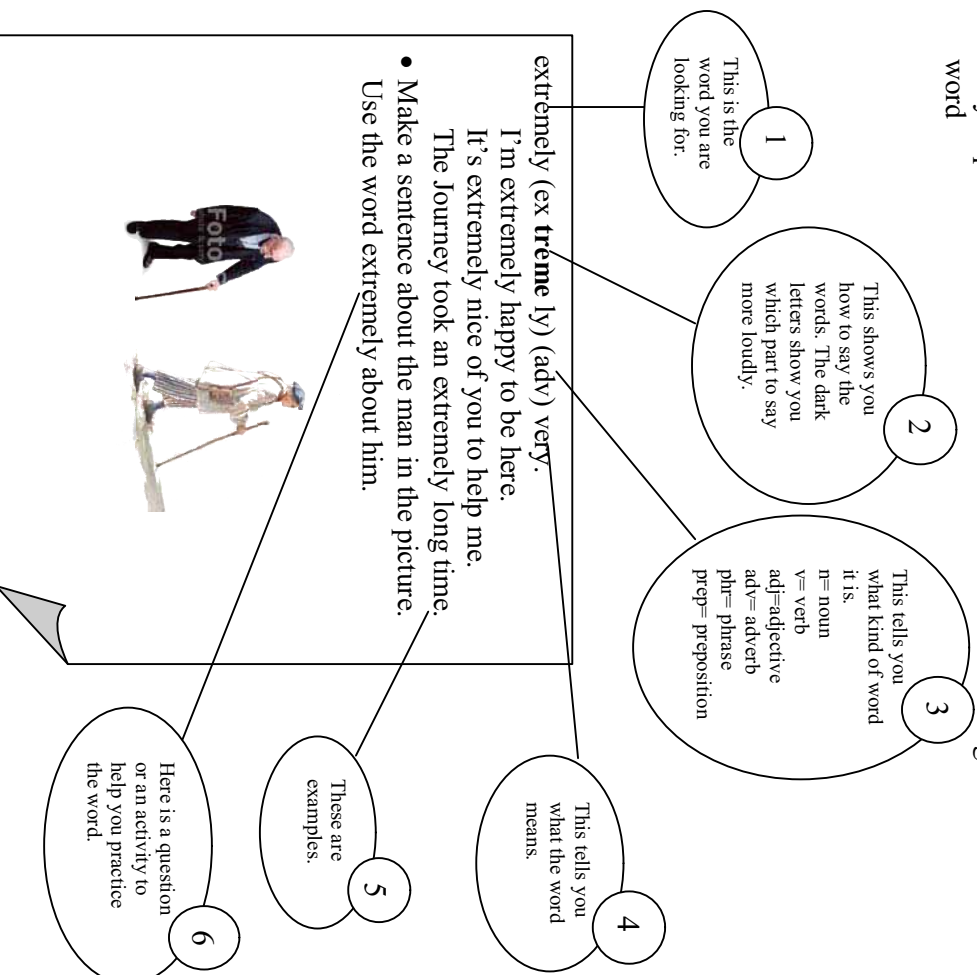 word
1
This is the
word you are
looking for.
2
This shows you
how to say the
words. The dark
letters show you
which part to say
more loudly.
3
This tells you
what kind of word
it is.
n= noun
v= verb
adj=adjective
adv= adverb
phr= phrase
prep= preposition
extremely (ex treme ly) (adv) very.
I'm extremely happy to be here.
It's extremely nice of you to help me.
The Journey took an extremely long time.
• Make a sentence about the man in the picture.
Use the word extremely about him.
Foto
4
This tells you
what the word
means.
5
These are
examples.
6
Here is a question
or an activity to
help you practice
the word.